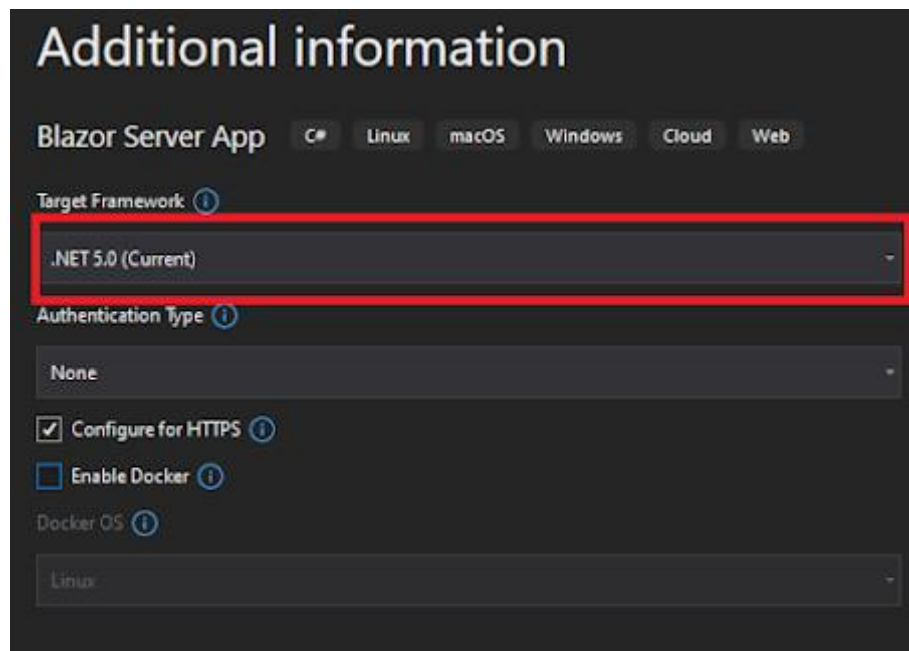 Additional information
Blazor Server App C# Linux macOS Windows Cloud Web
Target Framework
.NET 5.0 (Current)
Authentication Type
None
Configure for HTTPS
Enable Docker
Docker OS
Linux